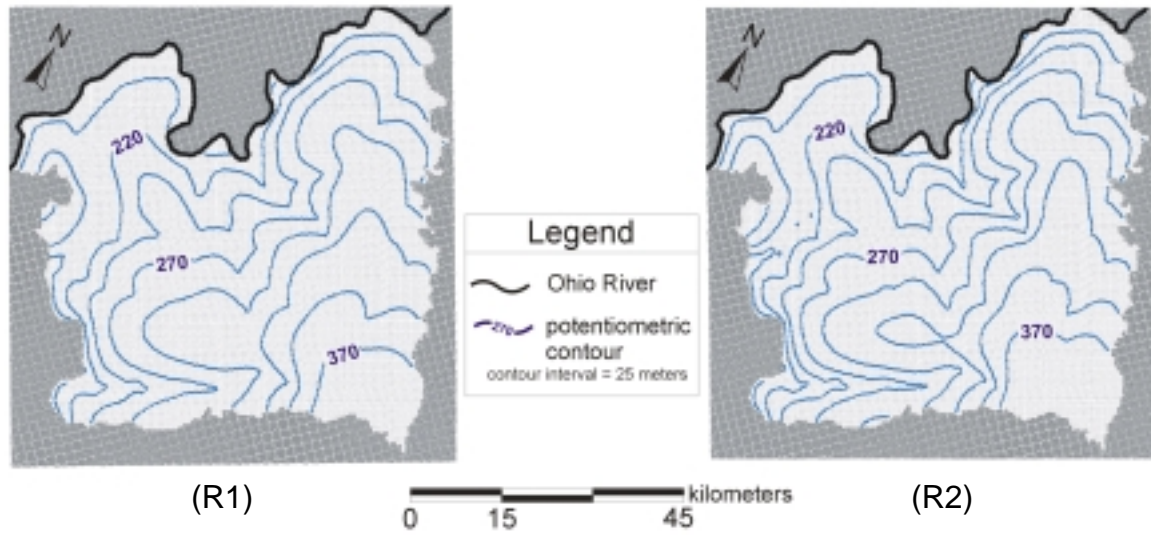 N
220
270
370
(R1)
Legend
Ohio River
270
potentiometric
contour
contour interval = 25 meters
kilometers
0 15 45
N
220
270
370
(R2)